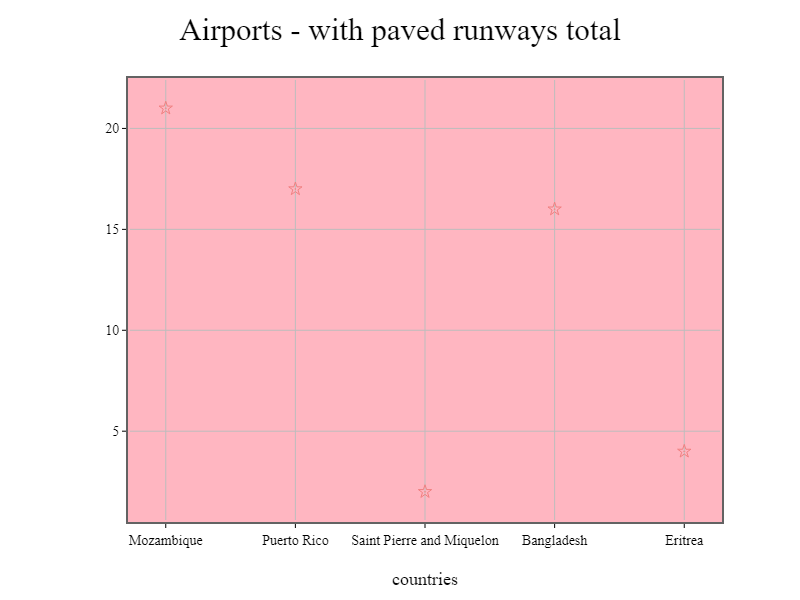 Airports - with paved runways total
20
15
10
5
Mozambique Puerto Rico Saint Pierre and Miquelon Bangladesh Eritrea
countries